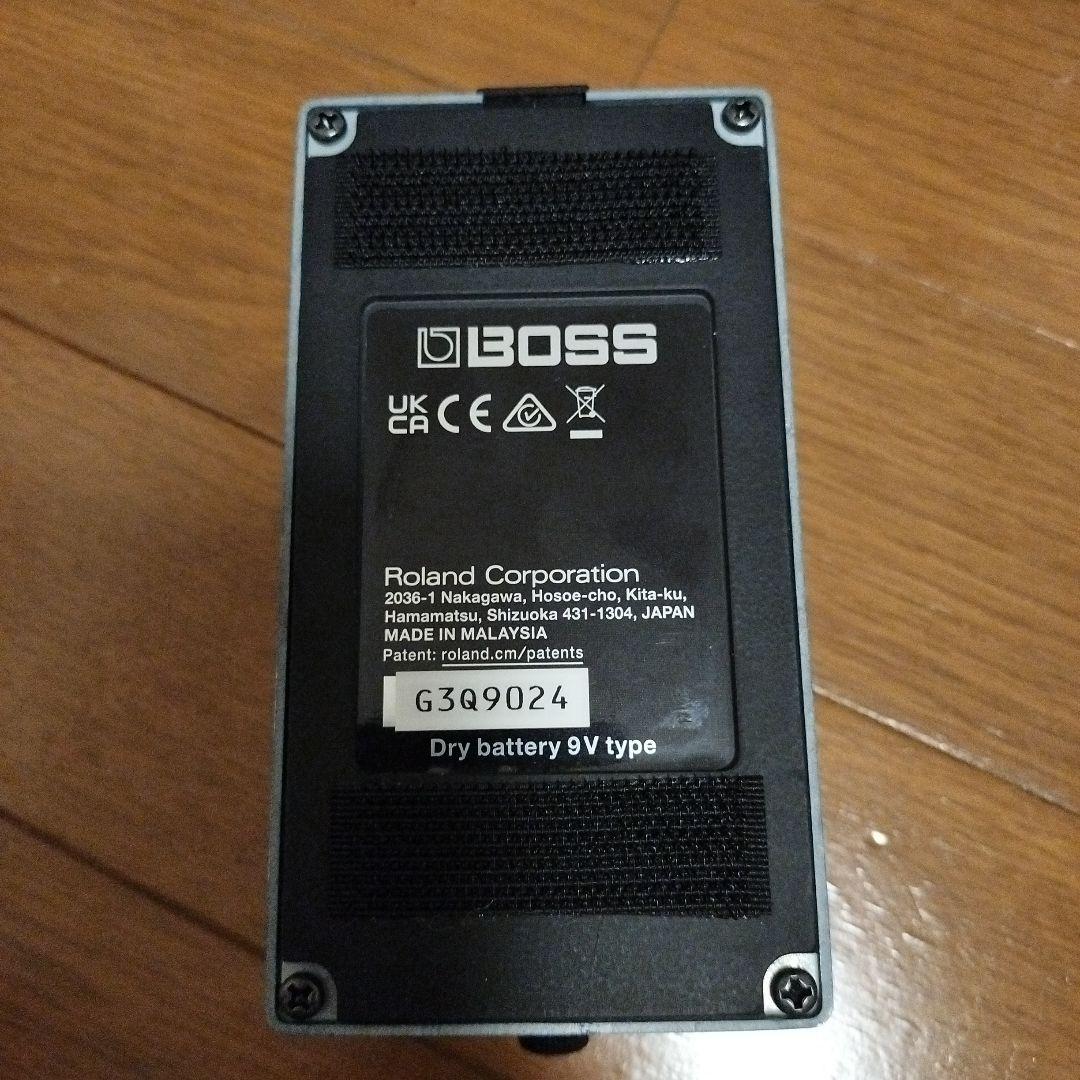 BOSS
UK
CA CE
Roland Corporation
2036-1 Nakagawa, Hosoe-cho, Kita-ku,
Hamamatsu, Shizuoka 431-1304, JAPAN
MADE IN MALAYSIA
Patent: roland.cm/patents
G3Q9024
Dry battery 9V type